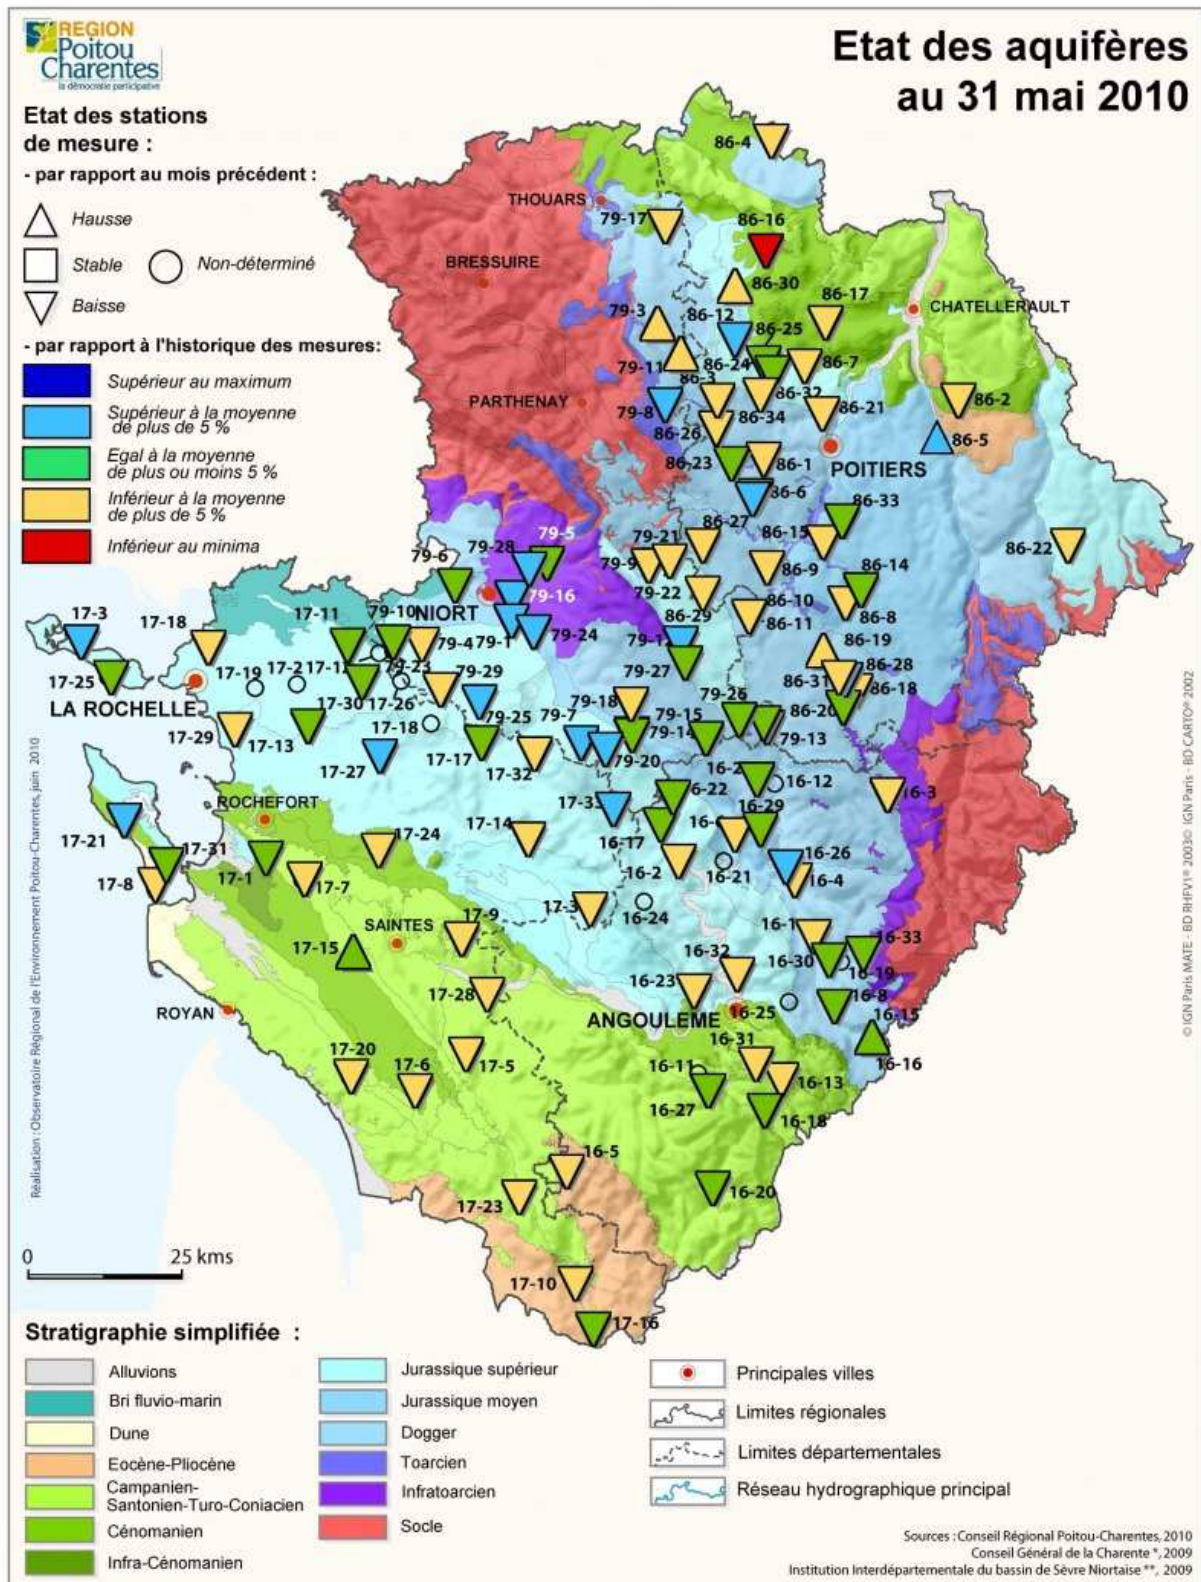 REGION
Poitou
Charentes
la démocratie participative
Etat des aquifères
au 31 mai 2010
Etat des stations
de mesure :
- par rapport au mois précédent :
Hausse
Stable
Non-déterminé
Baisse
- par rapport à l'historique des mesures:
Supérieur au maximum
Supérieur à la moyenne
de plus de 5 %
Egal à la moyenne
de plus ou moins 5 %
Inférieur à la moyenne
de plus de 5 %
Inférieur au minima
86-4
THOUARS
79-17
86-16
BRESSUIRE
86-30
86-17
CHATELLERAULT
79-3
86-12
86-25
79-11
86-24
86-7
86-3
86-32
PARTHENAY
79-8
86-34
86-21
86-2
86-26
86-5
86-23
86-1
POITIERS
36-6
86-33
79-5
86-27
79-28
79-21
86-15
86-22
79-6
79-9
86-9
86-14
79-22
17-3
17-18
17-11
79-10
NIORT
79-16
86-10
86-8
86-29
86-11
79-4
79-1
79-24
79-1
86-19
17-19
17-2
17-1
79-23
79-29
79-27
86-28
17-25
86-31
86-18
LA ROCHELLE
17-30
17-26
79-18
79-26
86-20
17-29
17-13
17-18
79-25
79-7
79-15
79-14
79-13
17-27
17-17
17-32
79-20
16-2
16-12
ROCHEFORT
17-33
6-22
16-29
16-3
17-21
17-24
17-14
16-17
16-6
16-26
17-31
16-2
16-21
17-8
17-1
17-7
16-4
17-3
16-24
SAINTES
17-9
16-1
17-15
16-32
16-33
16-30
16-19
17-28
16-23
16-8
ROYAN
ANGOULEME
16-25
16-15
16-31
17-20
17-6
17-5
16-11
16-13
16-16
16-27
16-18
16-5
17-23
16-20
17-10
17-16
0
25 kms
Réalisation : Observatoire Régional de l'Environnement Poitou-Charentes, juin 2010
© IGN Paris MATE - BD RHFV1® 2003© IGN Paris - BD CARTO® 2002
Stratigraphie simplifiée :
Alluvions
Bri fluvio-marin
Dune
Eocène-Pliocène
Campanien-
Santonien-Turo-Coniacien
Cénomanien
Infra-Cénomanien
Jurassique supérieur
Jurassique moyen
Dogger
Toarcien
Infratoarcien
Socle
Principales villes
Limites régionales
Limites départementales
Réseau hydrographique principal
Sources : Conseil Régional Poitou-Charentes, 2010
Conseil Général de la Charente *, 2009
Institution Interdépartementale du bassin de Sèvre Niortaise **, 2009